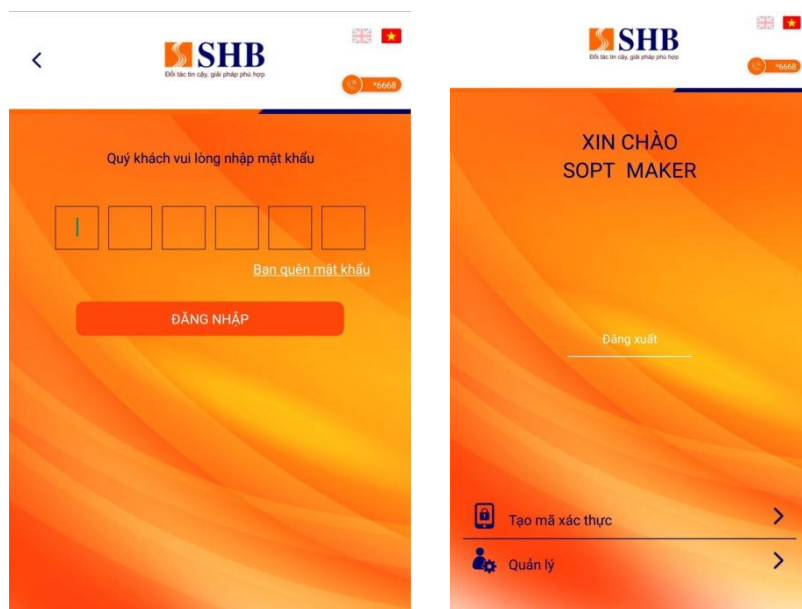 SHB
Đối tác tin cậy, giải pháp phù hợp
*6668
Quý khách vui lòng nhập mật khẩu
Bạn quên mật khẩu
ĐĂNG NHẬP
SHB
Đối tác tin cậy, giải pháp phù hợp
*6668
XIN CHÀO
SOPT MAKER
Đăng xuất
Tạo mã xác thực
Quản lý